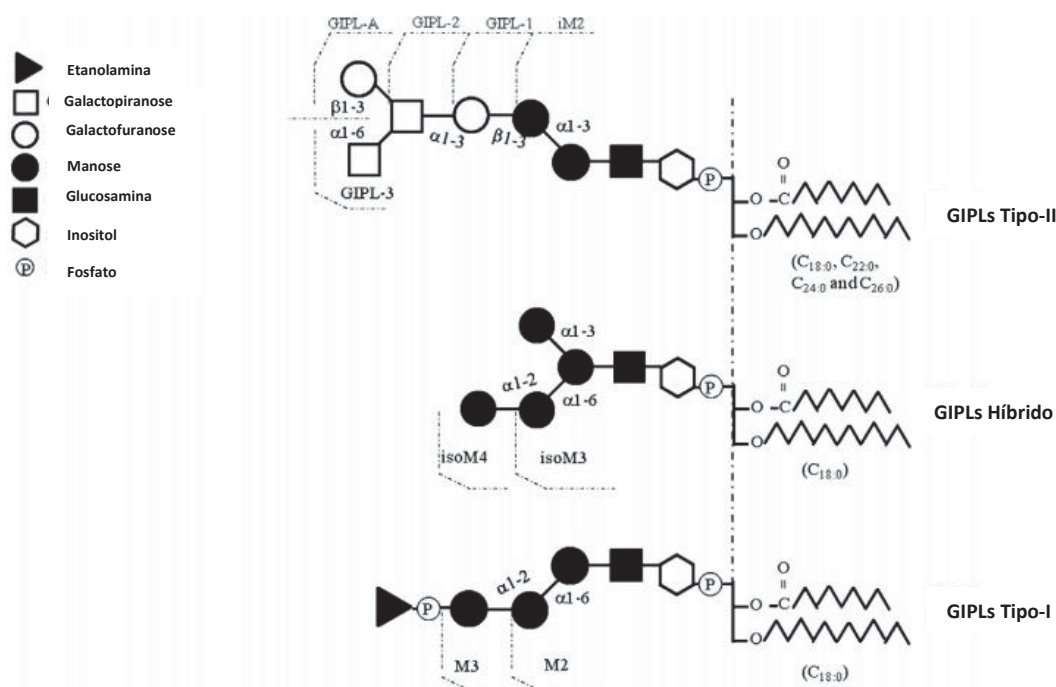 GIPL-A GIPL-2 GIPL-1 iM2
Etanolamina
Galactopiranose
Galactofuranose
Manose
Glucosamina
Inositol
P Fosfato
β1-3
α1-6
α1-3
β1-3
α1-3
GIPL-3
P
O
O
C
O
(C18:0, C22:0,
C24:0 and C26:0)
GIPLs Tipo-II
α1-3
α1-2
α1-6
isoM4
isoM3
P
O
O
C
O
(C18:0)
GIPLs Híbrido
P
α1-2
α1-6
M3
M2
P
O
O
C
O
(C18:0)
GIPLs Tipo-I